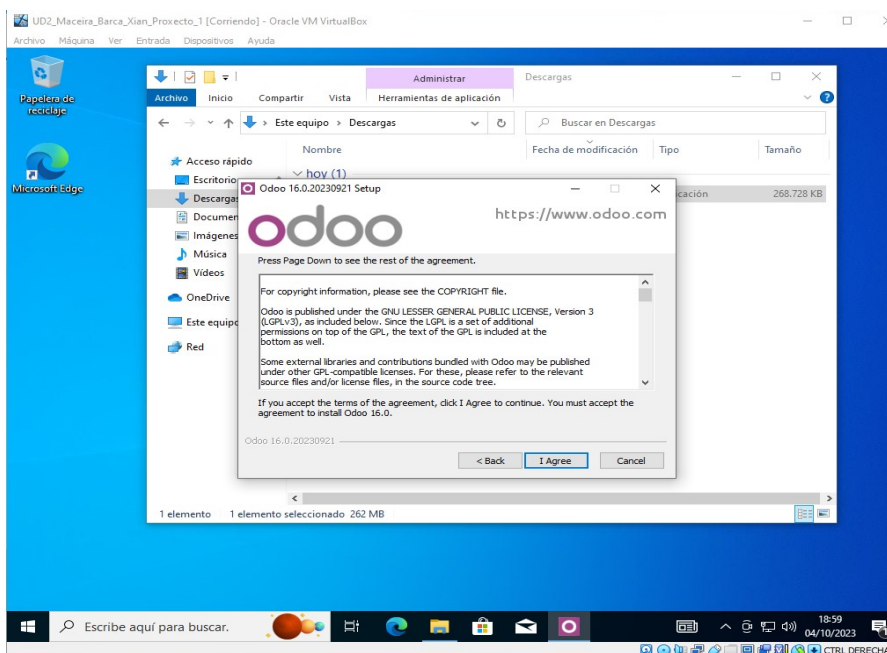 UD2_Maceira_Barca_Xian_Proxecto_1 [Corriendo] - Oracle VM VirtualBox
Archivo Máquina Ver Entrada Dispositivos Ayuda
Papelera de
reciclaje
Microsoft Edge
Administrar Descargas
Archivo Inicio Compartir Vista Herramientas de aplicación
Este equipo > Descargas Buscar en Descargas
Nombre Fecha de modificación Tipo Tamaño
Acceso rápido
hoy (1)
Escritorio
Descargas
268.728 KB
Documen
Imágenes
Música
Vídeos
OneDrive
Este equipo
Red
Odoo 16.0.20230921 Setup
odoo
https://www.odoo.com
Press Page Down to see the rest of the agreement.
For copyright information, please see the COPYRIGHT file.
Odoo is published under the GNU LESSER GENERAL PUBLIC LICENSE, Version 3
(LGPLv3), as included below. Since the LGPL is a set of additional
permissions on top of the GPL, the text of the GPL is included at the
bottom as well.
Some external libraries and contributions bundled with Odoo may be published
under other GPL-compatible licenses. For these, please refer to the relevant
source files and/or license files, in the source code tree.
If you accept the terms of the agreement, click I Agree to continue. You must accept the
agreement to install Odoo 16.0.
Odoo 16.0.20230921
< Back I Agree Cancel
1 elemento 1 elemento seleccionado 262 MB
Escribe aquí para buscar.
18:59
04/10/2023
CTRL DERECHA